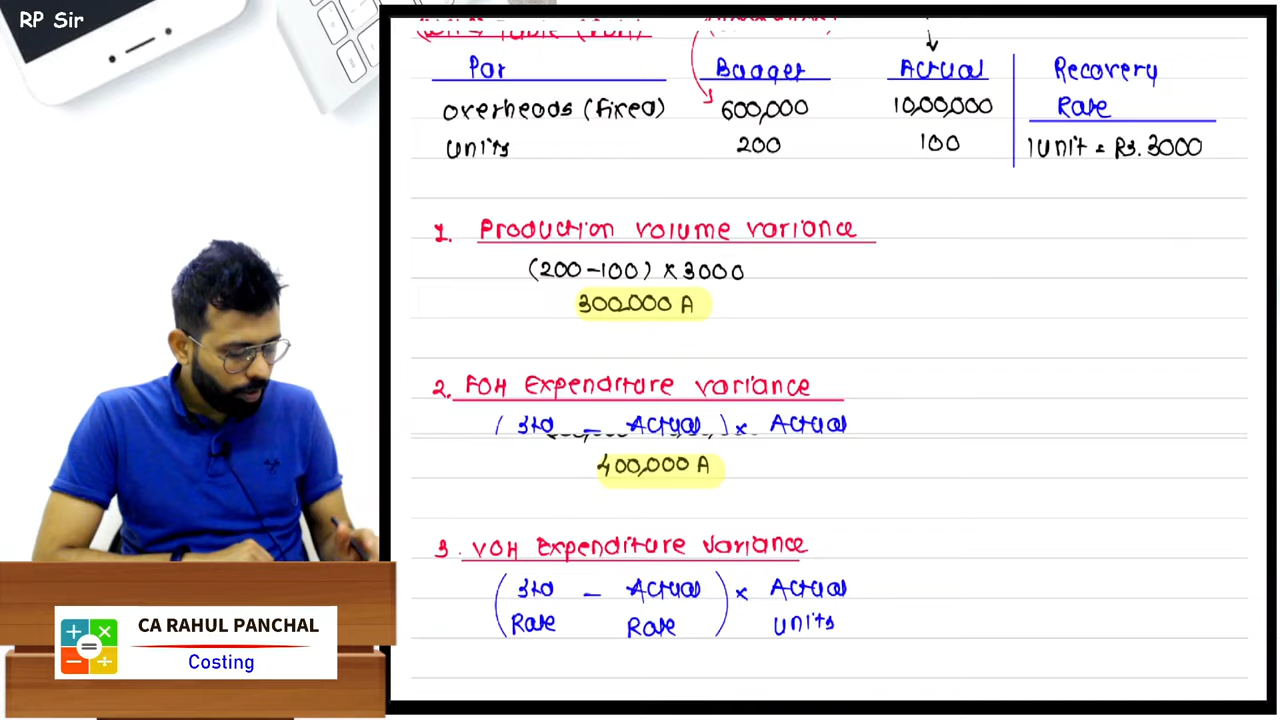 RP Sir
Par Budget Actual Recovery
overheads (Fixed) 600,000 10,00,000 Rate
units 200 100 1 Unit = Rs. 3000
1. Production volume variance
(200-100) × 3000
300,000 A
2. FOH Expenditure variance
( Std – Actual ) × Actual
400,000 A
3. VOH Expenditure variance
( Std – Actual ) × Actual
Rate Rate units
CA RAHUL PANCHAL
Costing